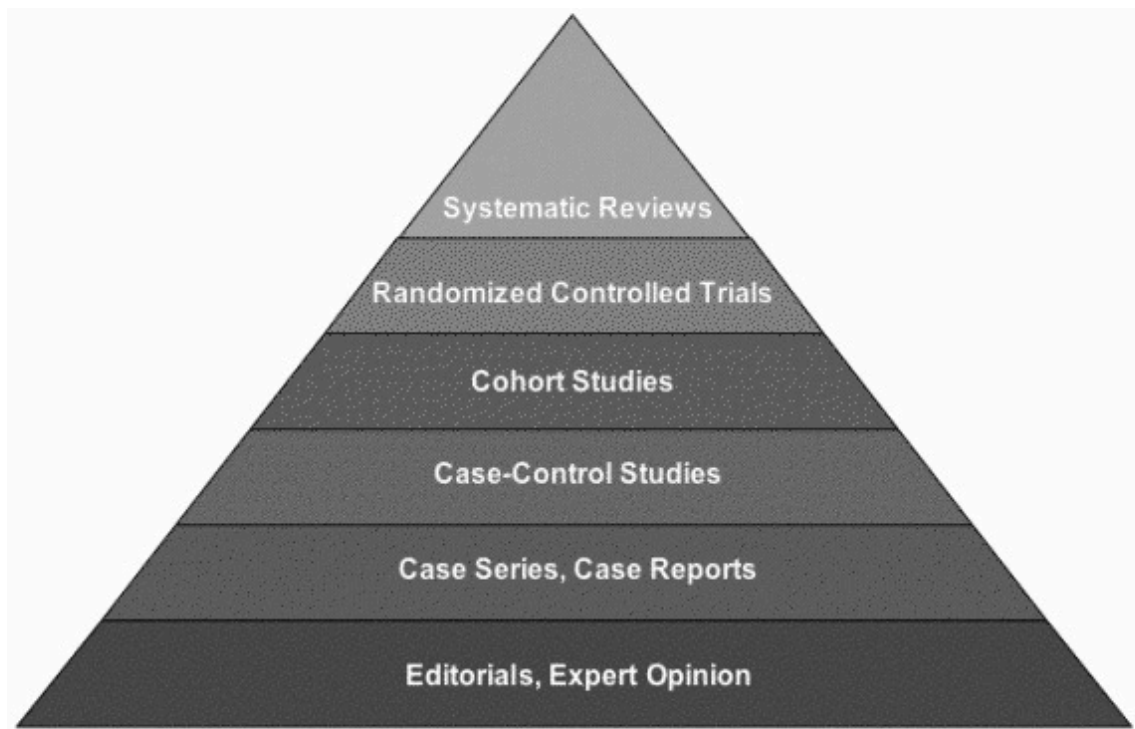 Systematic Reviews
Randomized Controlled Trials
Cohort Studies
Case-Control Studies
Case Series, Case Reports
Editorials, Expert Opinion